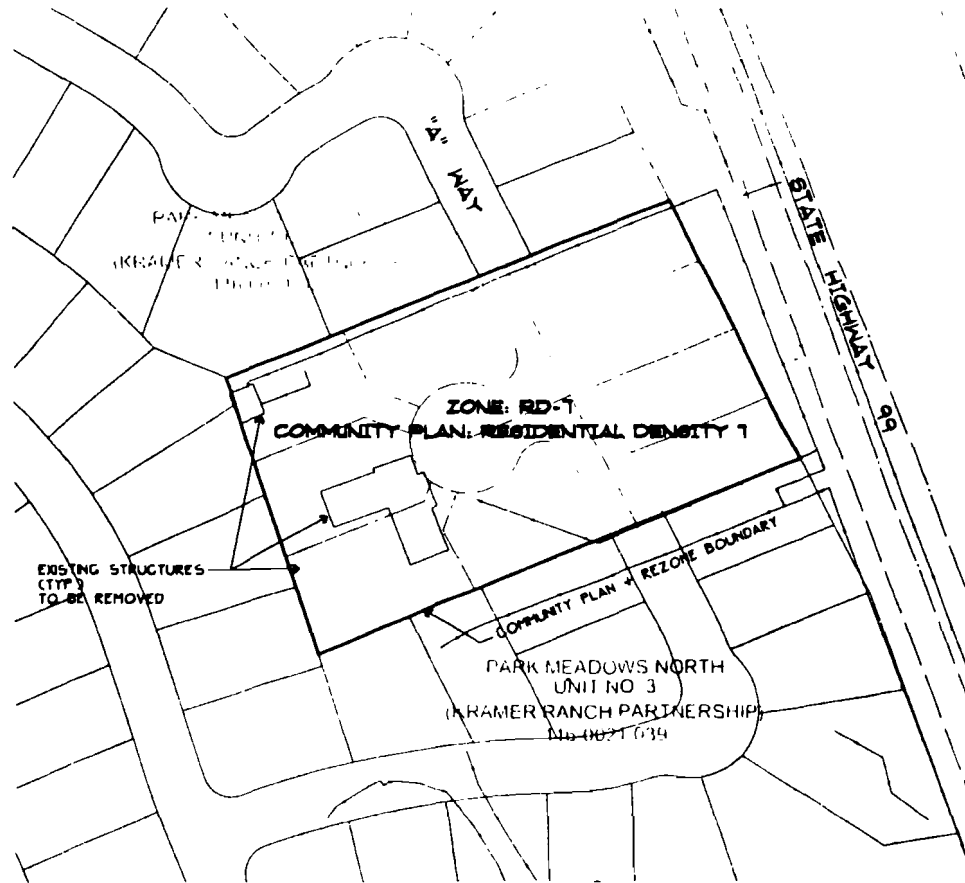 "A" WAY
STATE HIGHWAY 99
(KRAMER
ZONE: RD-7
COMMUNITY PLAN: RESIDENTIAL DENSITY 7
EXISTING STRUCTURES
(TYP.)
TO BE REMOVED
COMMUNITY PLAN + REZONE BOUNDARY
PARK MEADOWS NORTH
UNIT NO 3
(KRAMER RANCH PARTNERSHIP)